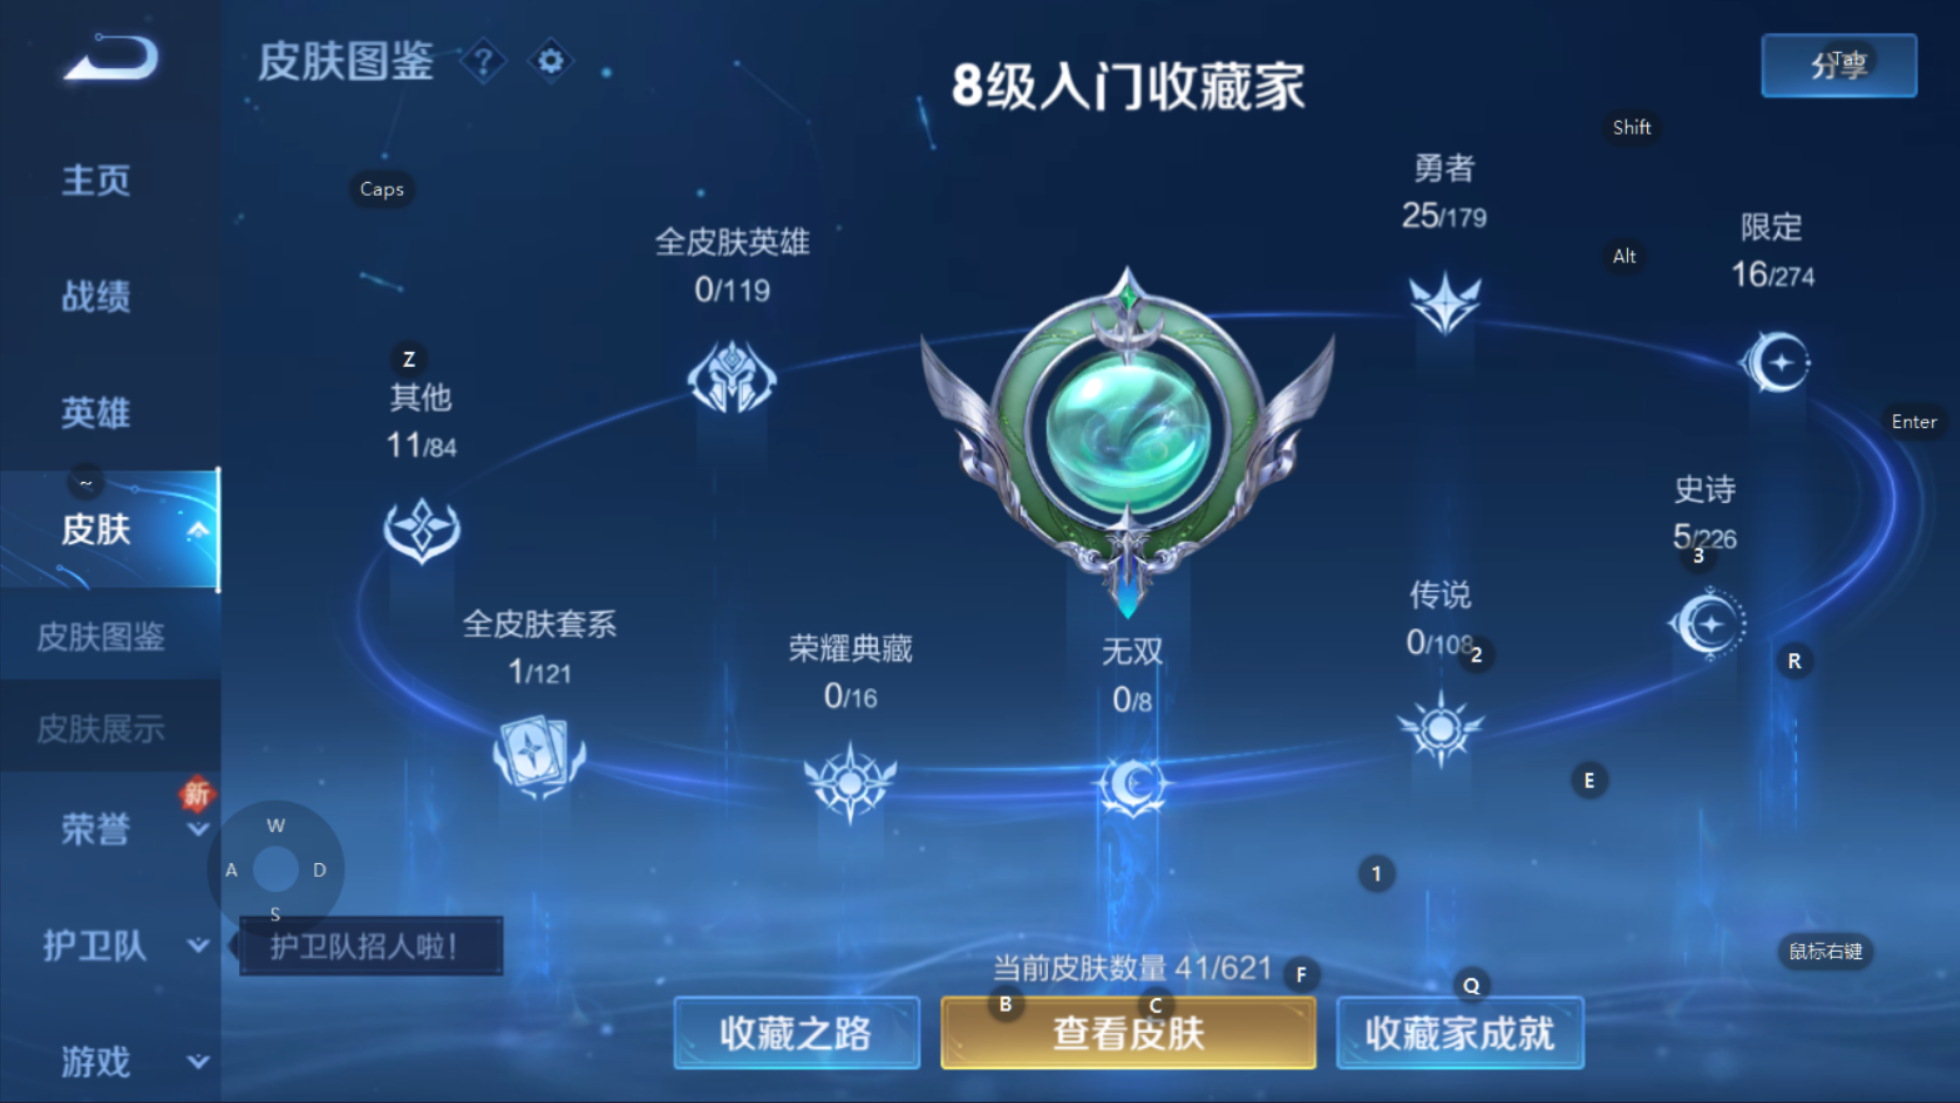 皮肤图鉴
?
8级入门收藏家
分享
Tab
Shift
Caps
Alt
Enter
主页
战绩
英雄
~
皮肤
皮肤图鉴
皮肤展示
新
荣誉
护卫队
游戏
W
A
D
S
护卫队招人啦!
勇者
25/179
限定
16/274
全皮肤英雄
0/119
Z
其他
11/84
史诗
5/226
3
传说
0/108
2
R
全皮肤套系
1/121
荣耀典藏
0/16
无双
0/8
E
1
鼠标右键
当前皮肤数量 41/621
F
B
C
Q
收藏之路
查看皮肤
收藏家成就